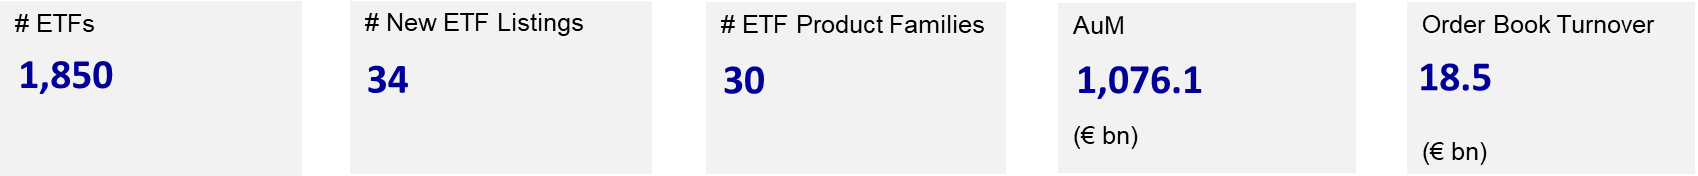 # ETFs
1,850
# New ETF Listings
34
# ETF Product Families
30
AuM
1,076.1
(€ bn)
Order Book Turnover
18.5
(€ bn)